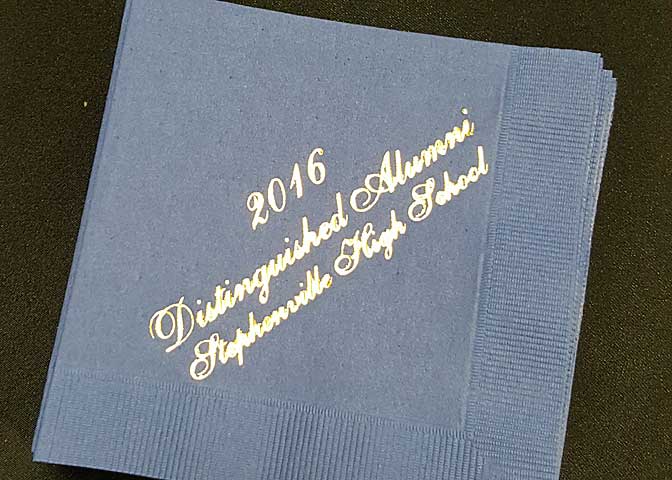 2016
Distinguished Alumni
Stephenville High School